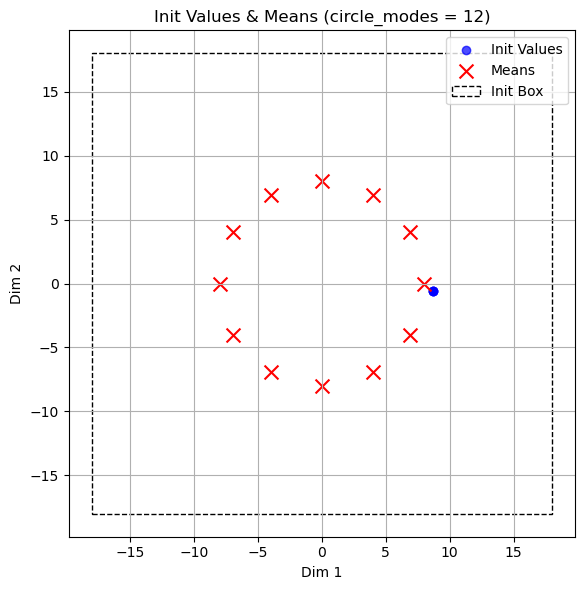 Init Values & Means (circle_modes = 12)
Init Values
Means
Init Box
15
10
5
0
−5
−10
−15
Dim 2
−15
−10
−5
0
5
10
15
Dim 1